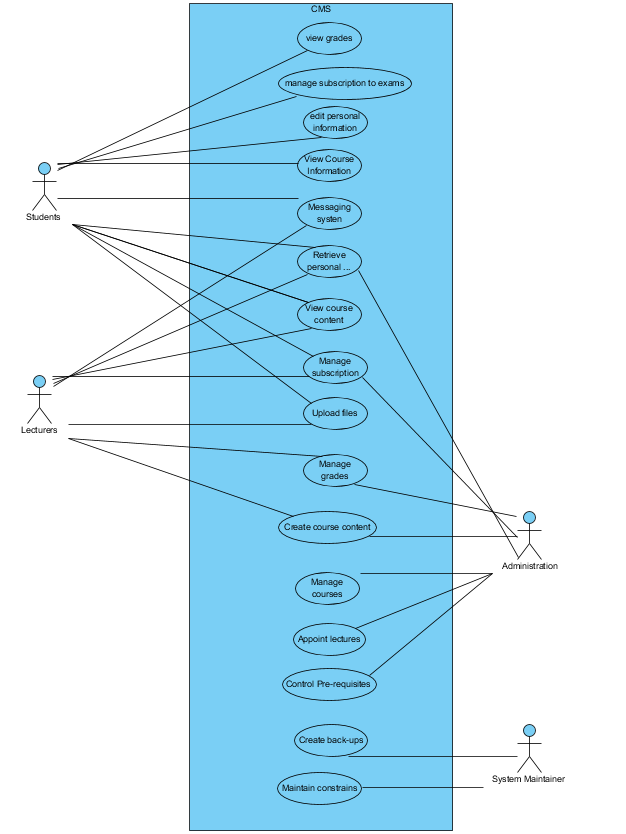 CMS
view grades
manage subscription to exams
edit personal
information
View Course
Information
Students
Messaging
systen
Retrieve
personal ...
View course
content
Manage
subscription
Lecturers
Upload files
Manage
grades
Create course content
Administration
Manage
courses
Appoint lectures
Control Pre-requisites
Create back-ups
System Maintainer
Maintain constrains